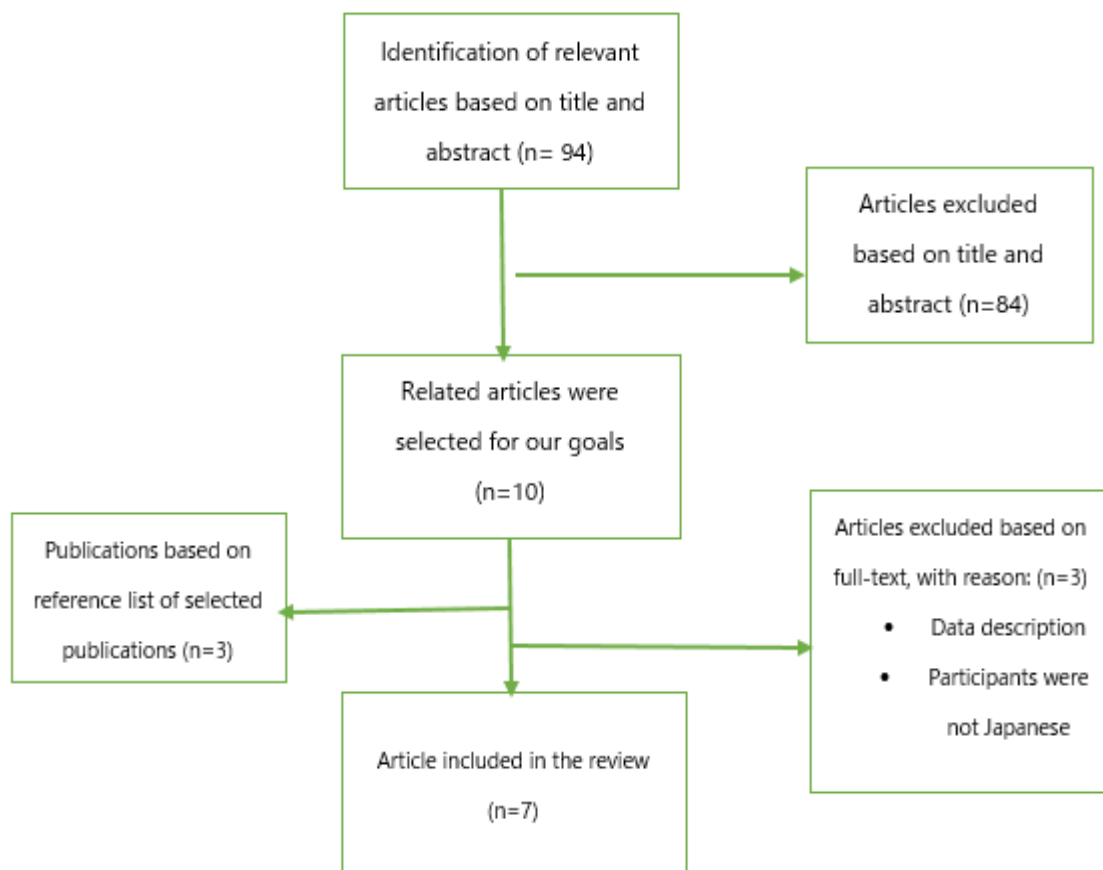 Identification of relevant
articles based on title and
abstract (n= 94)
Articles excluded
based on title and
abstract (n=84)
Related articles were
selected for our goals
(n=10)
Publications based on
reference list of selected
publications (n=3)
Articles excluded based on
full-text, with reason: (n=3)
• Data description
• Participants were
not Japanese
Article included in the review
(n=7)